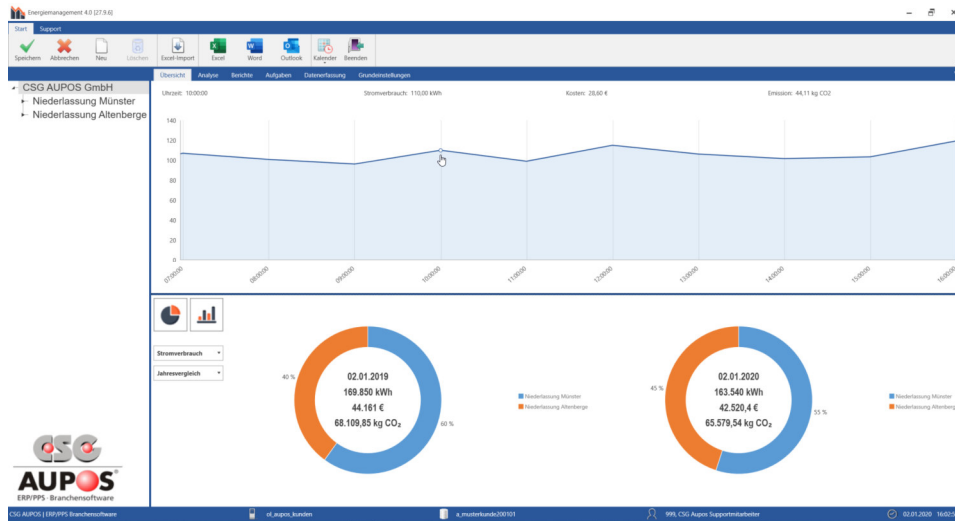 Energiemanagement 4.0 [27.9.6]
Start Support
Speichern Abbrechen Neu Löschen Excel-Import Excel Word Outlook Kalender Beenden
Übersicht Analyse Berichte Aufgaben Datenerfassung Grundeinstellungen
CSG AUPOS GmbH
Niederlassung Münster
Niederlassung Altenberge
Uhrzeit: 10:00:00 Stromverbrauch: 110,00 kWh Kosten: 28,60 € Emission: 44,11 kg CO2
140
120
100
80
60
40
20
0
07:00:00 08:00:00 09:00:00 10:00:00 11:00:00 12:00:00 13:00:00 14:00:00 15:00:00 16:00:00
Stromverbrauch
Jahresvergleich
40 %
02.01.2019
169.850 kWh
44.161 €
68.109,85 kg CO₂
60 %
Niederlassung Münster
Niederlassung Altenberge
45 %
02.01.2020
163.540 kWh
42.520,4 €
65.579,54 kg CO₂
55 %
Niederlassung Münster
Niederlassung Altenberge
CSG
AUPOS®
ERP/PPS - Branchensoftware
CSG AUPOS | ERP/PPS Branchensoftware ol_aupos_kunden a_musterkunde200101 999, CSG Aupos Supportmitarbeiter 02.01.2020 16:02:5